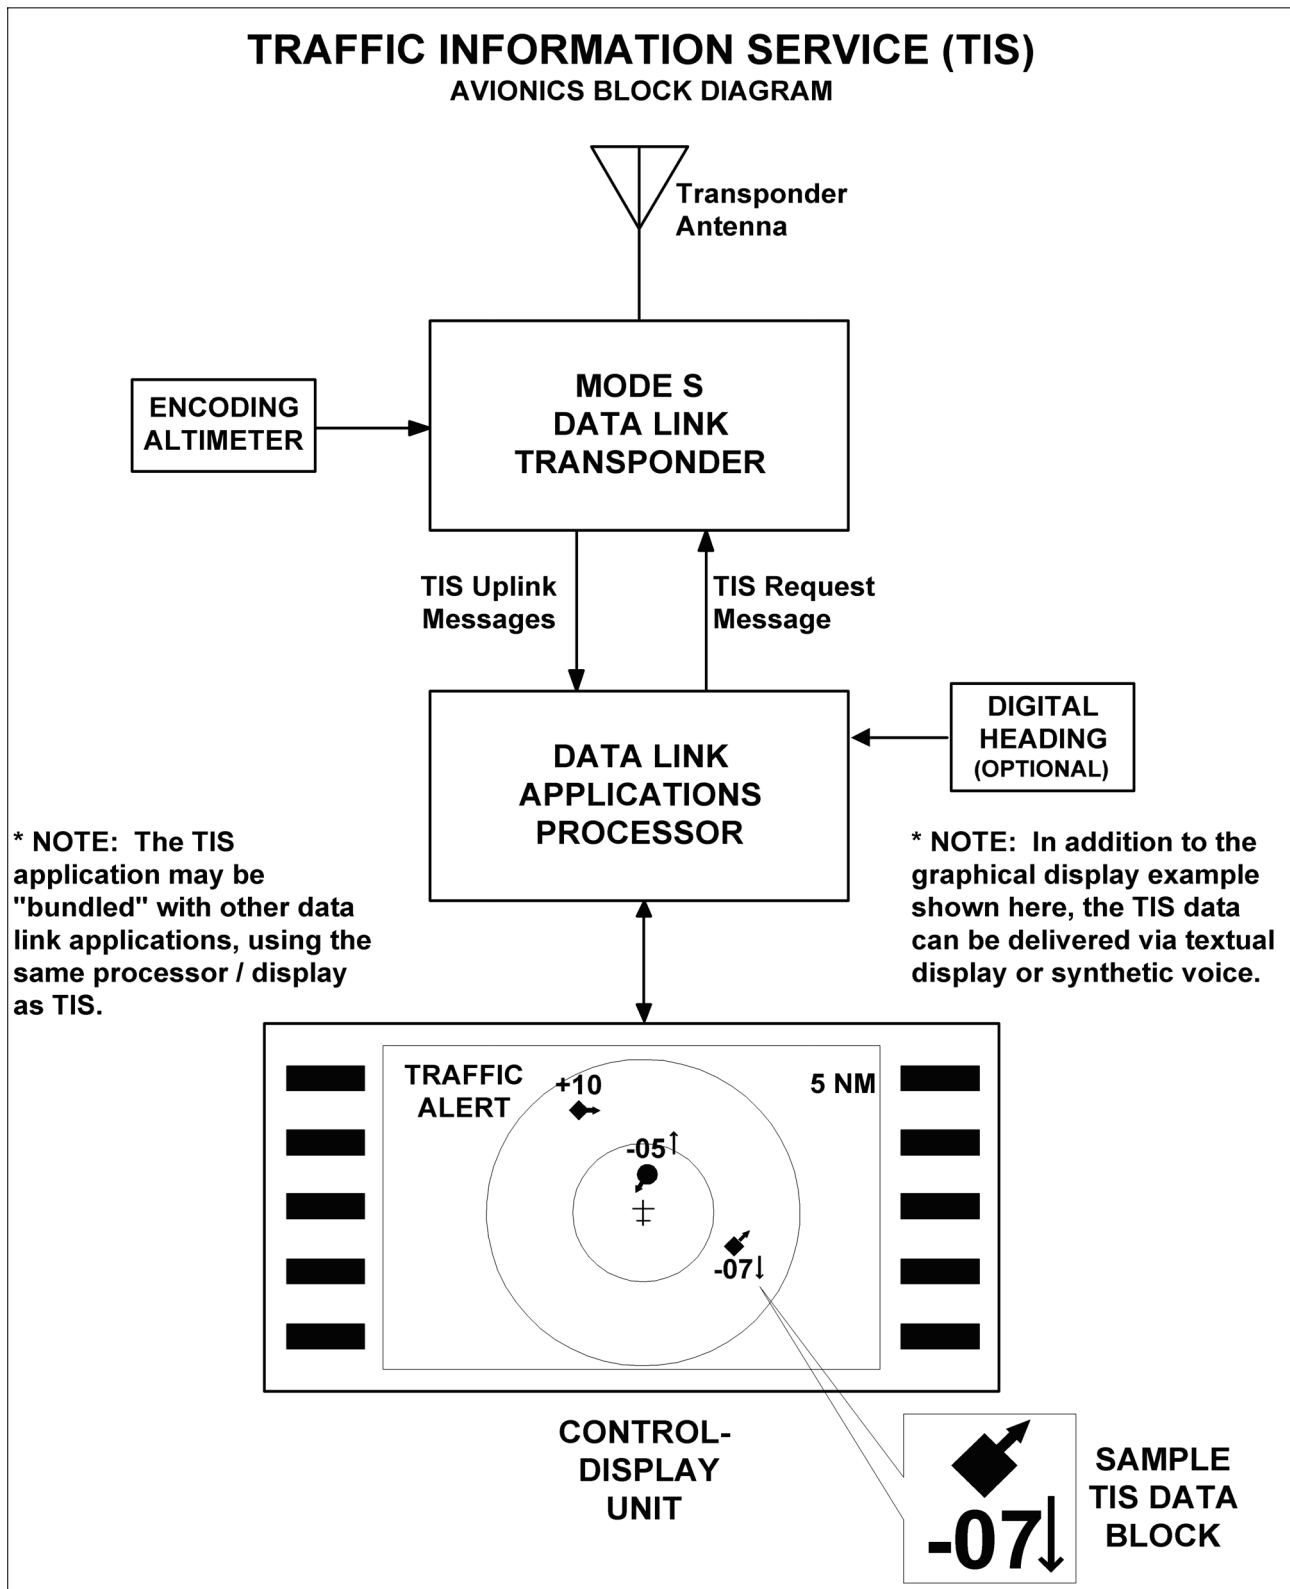 TRAFFIC INFORMATION SERVICE (TIS)
AVIONICS BLOCK DIAGRAM
Transponder
Antenna
MODE S
DATA LINK
TRANSPONDER
ENCODING
ALTIMETER
TIS Uplink
Messages
TIS Request
Message
DATA LINK
APPLICATIONS
PROCESSOR
DIGITAL
HEADING
(OPTIONAL)
* NOTE: The TIS
application may be
"bundled" with other data
link applications, using the
same processor / display
as TIS.
* NOTE: In addition to the
graphical display example
shown here, the TIS data
can be delivered via textual
display or synthetic voice.
TRAFFIC
ALERT
+10
5 NM
-05↑
-07↓
CONTROL-
DISPLAY
UNIT
-07↓
SAMPLE
TIS DATA
BLOCK